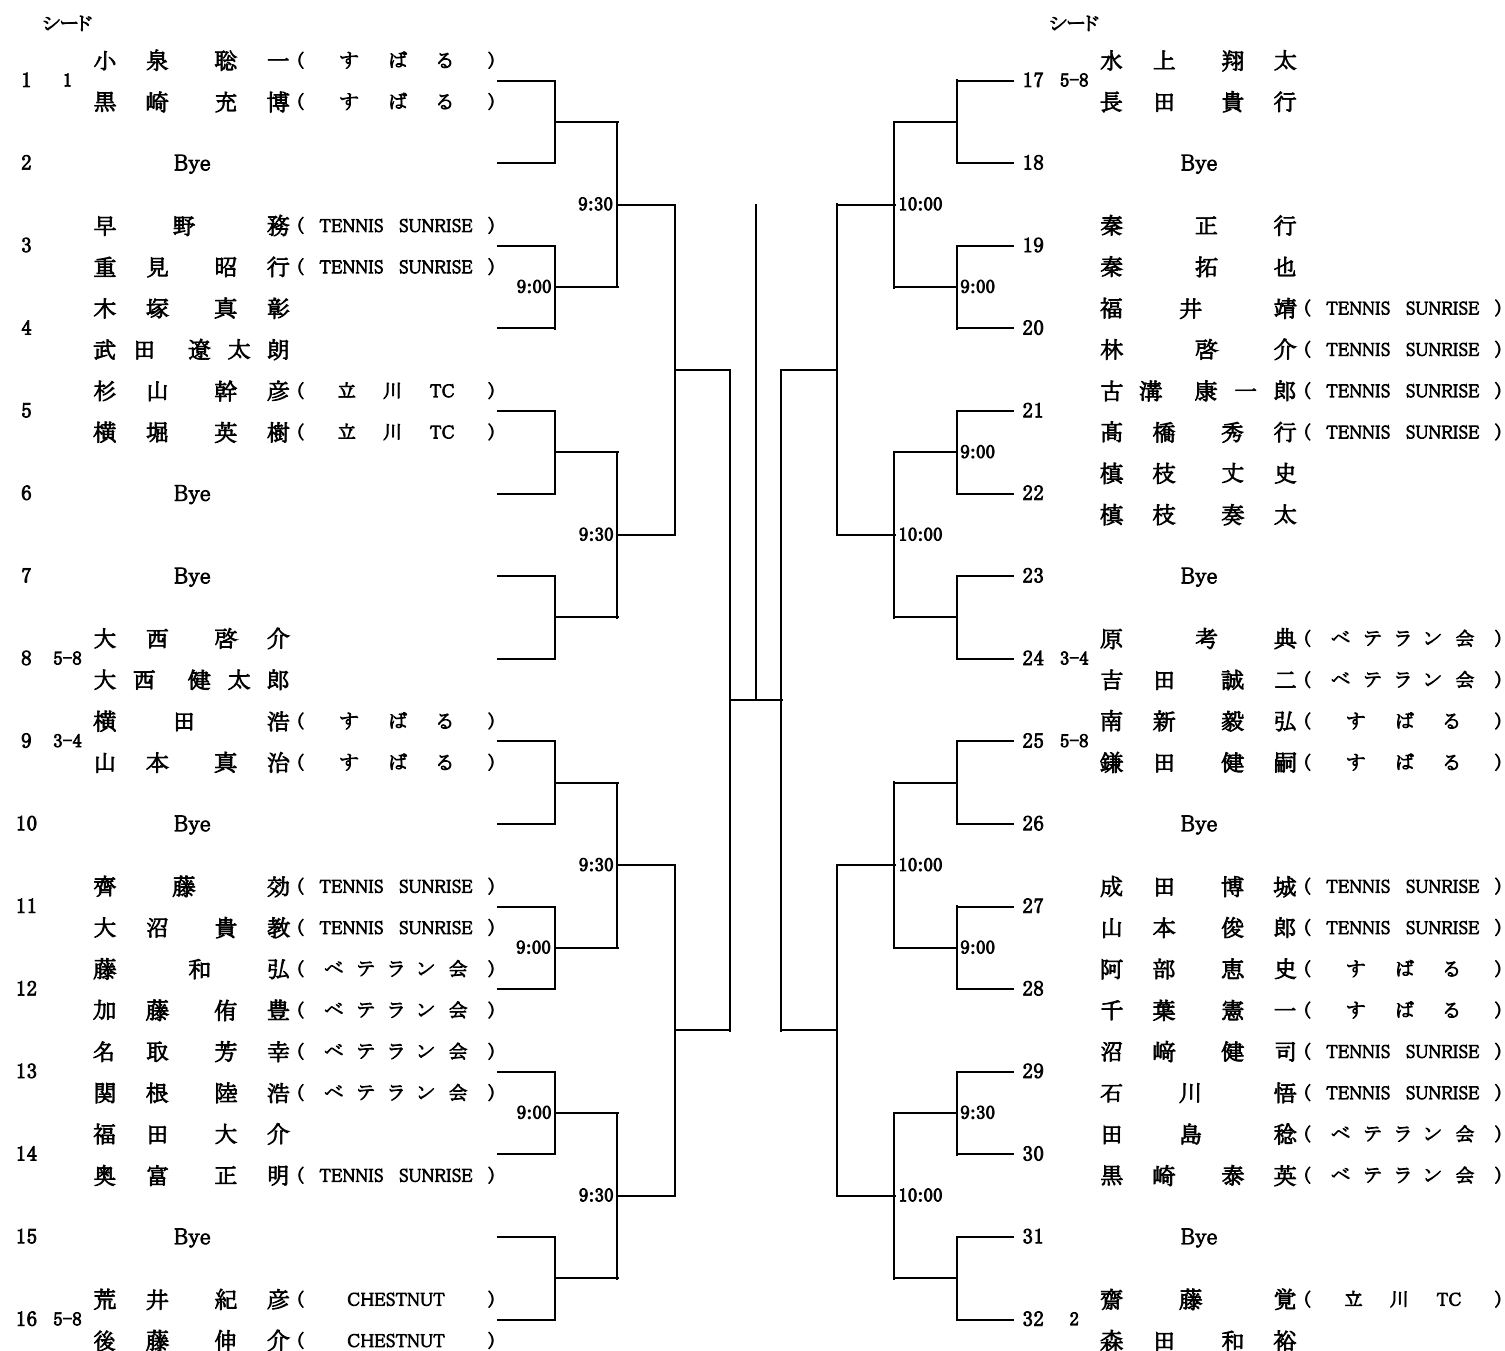 シード
小泉 聡一(すばる)
1 1
黒崎 充博(すばる)
2 Bye
9:30
早野 務(TENNIS SUNRISE)
3
重見 昭行(TENNIS SUNRISE)
9:00
木塚 真彰
4
武田 遼太朗
杉山 幹彦(立川TC)
5
横堀 英樹(立川TC)
6 Bye
9:30
7 Bye
大西 啓介
8 5-8
大西 健太郎
横田 浩(すばる)
9 3-4
山本 真治(すばる)
10 Bye
9:30
齊藤 効(TENNIS SUNRISE)
11
大沼 貴教(TENNIS SUNRISE)
9:00
藤 和弘(ベテラン会)
12
加藤 侑豊(ベテラン会)
名取 芳幸(ベテラン会)
13
関根 陸浩(ベテラン会)
9:00
福田 大介
14
奥富 正明(TENNIS SUNRISE)
9:30
15 Bye
荒井 紀彦(CHESTNUT)
16 5-8
後藤 伸介(CHESTNUT)
シード
水上 翔太
17 5-8
長田 貴行
18 Bye
10:00
秦 正行
19
秦 拓也
9:00
福井 靖(TENNIS SUNRISE)
20
林 啓介(TENNIS SUNRISE)
古溝 康一郎(TENNIS SUNRISE)
21
髙橋 秀行(TENNIS SUNRISE)
9:00
槙枝 丈史
22
槙枝 奏太
10:00
23 Bye
原 考典(ベテラン会)
24 3-4
吉田 誠二(ベテラン会)
南新 毅弘(すばる)
25 5-8
鎌田 健嗣(すばる)
26 Bye
10:00
成田 博城(TENNIS SUNRISE)
27
山本 俊郎(TENNIS SUNRISE)
9:00
阿部 恵史(すばる)
28
千葉 憲一(すばる)
沼﨑 健司(TENNIS SUNRISE)
29
石川 悟(TENNIS SUNRISE)
9:30
田島 稔(ベテラン会)
30
黒崎 泰英(ベテラン会)
10:00
31 Bye
齋藤 覚(立川TC)
32 2
森田 和裕